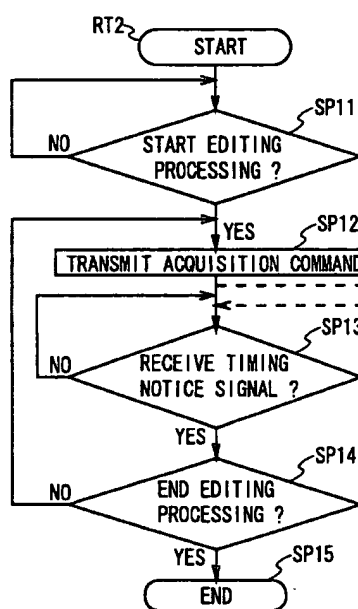 RT2
START
SP11
NO
START EDITING
PROCESSING ?
YES
SP12
TRANSMIT ACQUISITION COMMAND
SP13
NO
RECEIVE TIMING
NOTICE SIGNAL ?
YES
SP14
NO
END EDITING
PROCESSING ?
YES
SP15
END